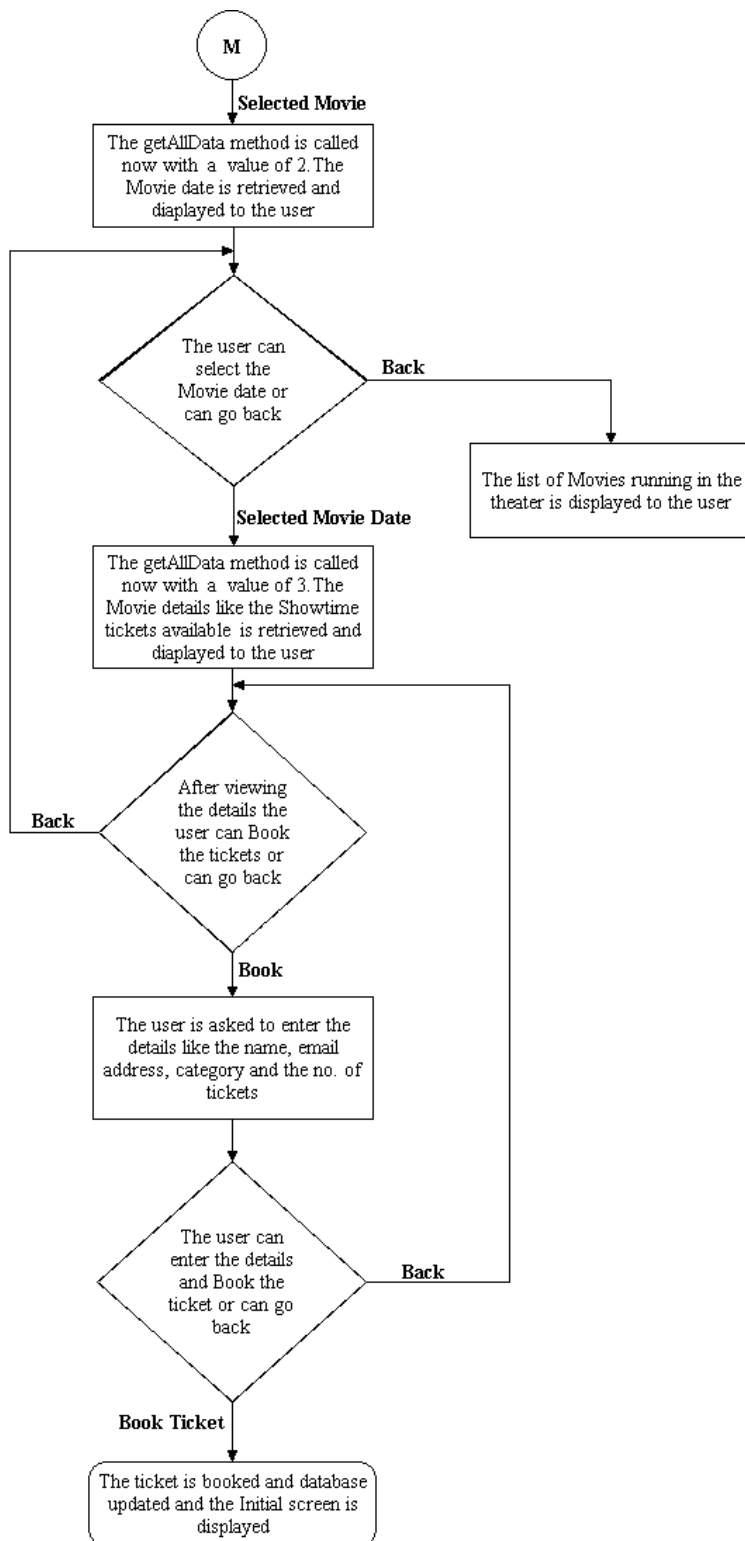 M
Selected Movie
The getAllData method is called
now with a value of 2.The
Movie date is retrieved and
diaplayed to the user
The user can
select the
Movie date or
can go back
Back
The list of Movies running in the
theater is displayed to the user
Selected Movie Date
The getAllData method is called
now with a value of 3.The
Movie details like the Showtime
tickets available is retrieved and
diaplayed to the user
After viewing
the details the
user can Book
the tickets or
can go back
Back
Book
The user is asked to enter the
details like the name, email
address, category and the no. of
tickets
The user can
enter the details
and Book the
ticket or can go
back
Back
Book Ticket
The ticket is booked and database
updated and the Initial screen is
displayed